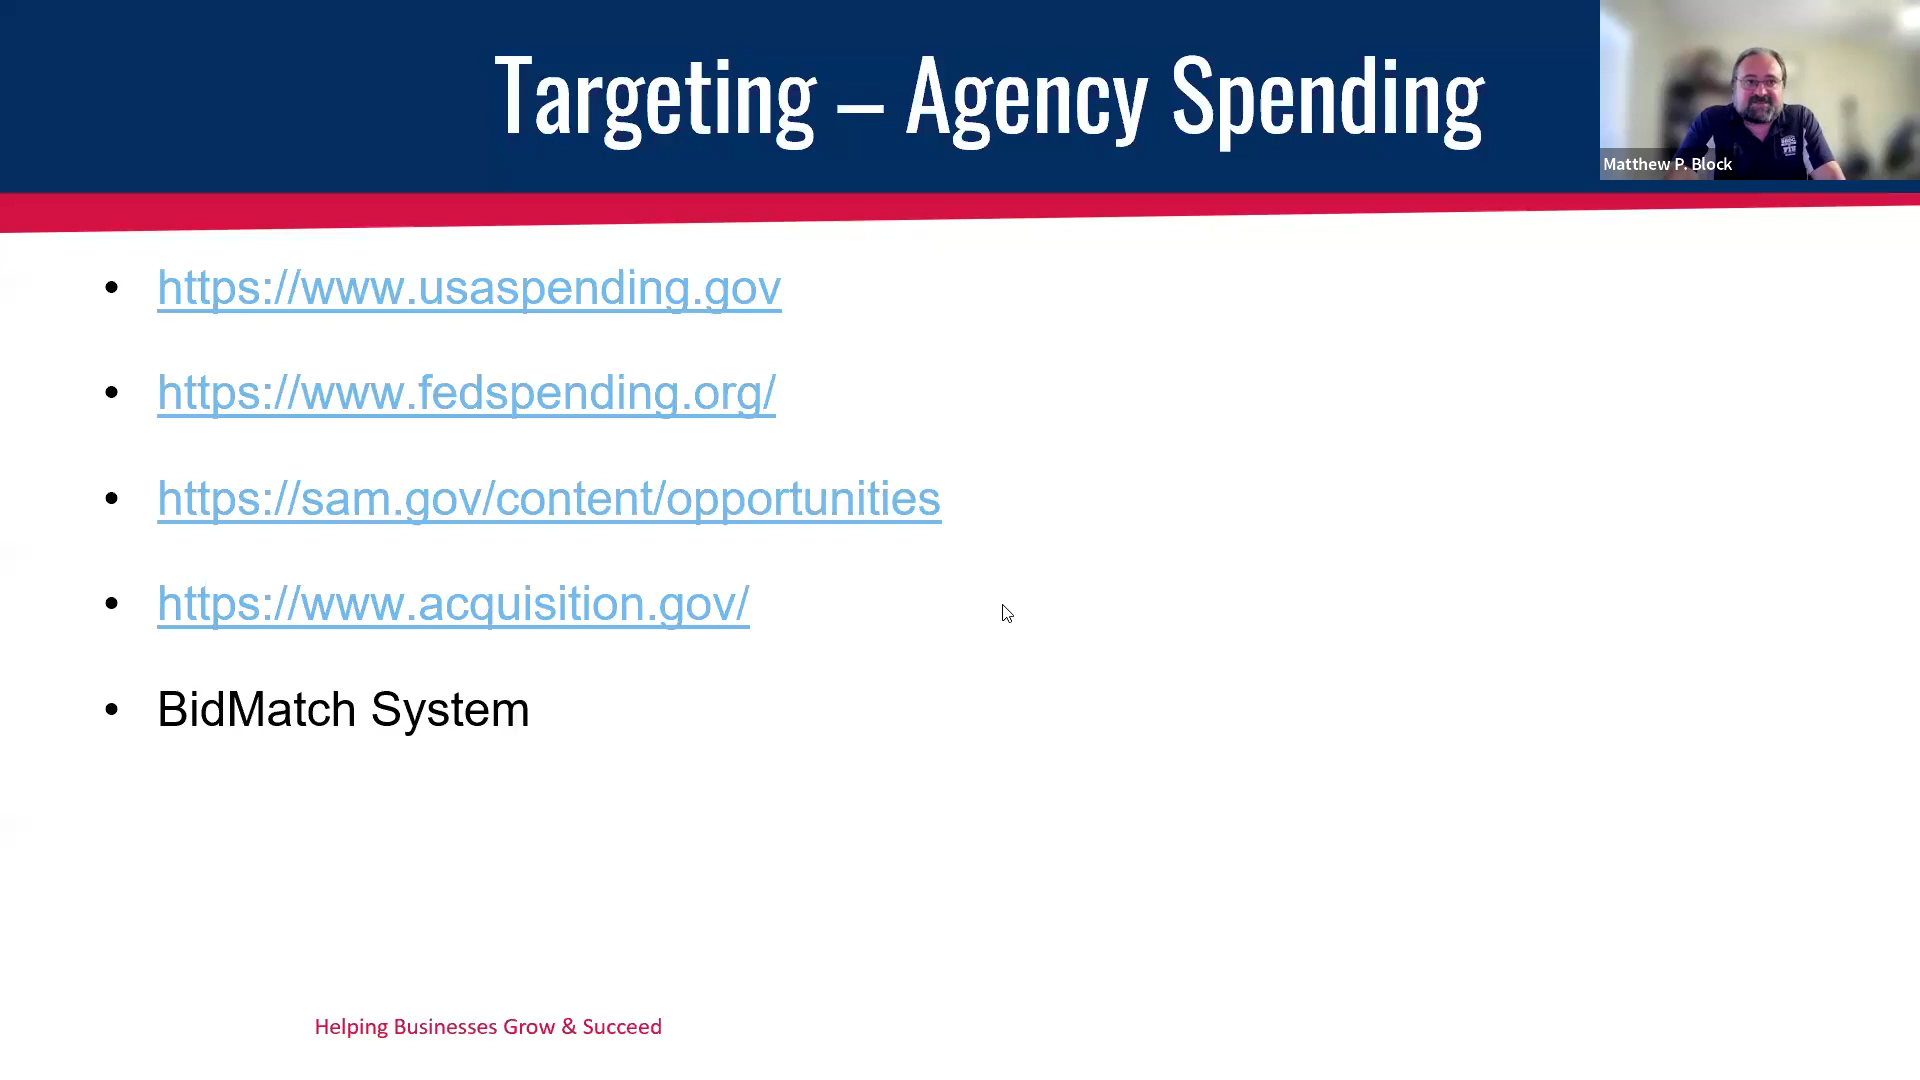 Targeting – Agency Spending
Matthew P. Block
• https://www.usaspending.gov
• https://www.fedspending.org/
• https://sam.gov/content/opportunities
• https://www.acquisition.gov/
• BidMatch System
Helping Businesses Grow & Succeed